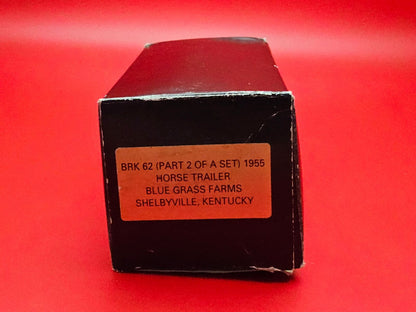 BRK 62 (PART 2 OF A SET) 1955
HORSE TRAILER
BLUE GRASS FARMS
SHELBYVILLE, KENTUCKY